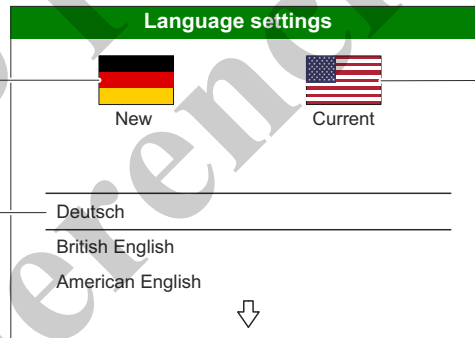 Language settings
New Current
Deutsch
British English
American English